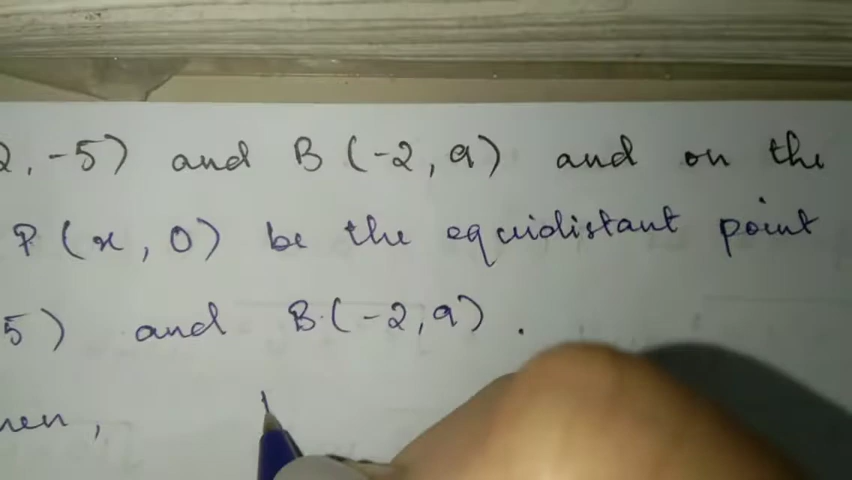 2, -5) and B (-2, 9) and on the
P (x, 0) be the equidistant point
5) and B. (-2, 9) .
hen,